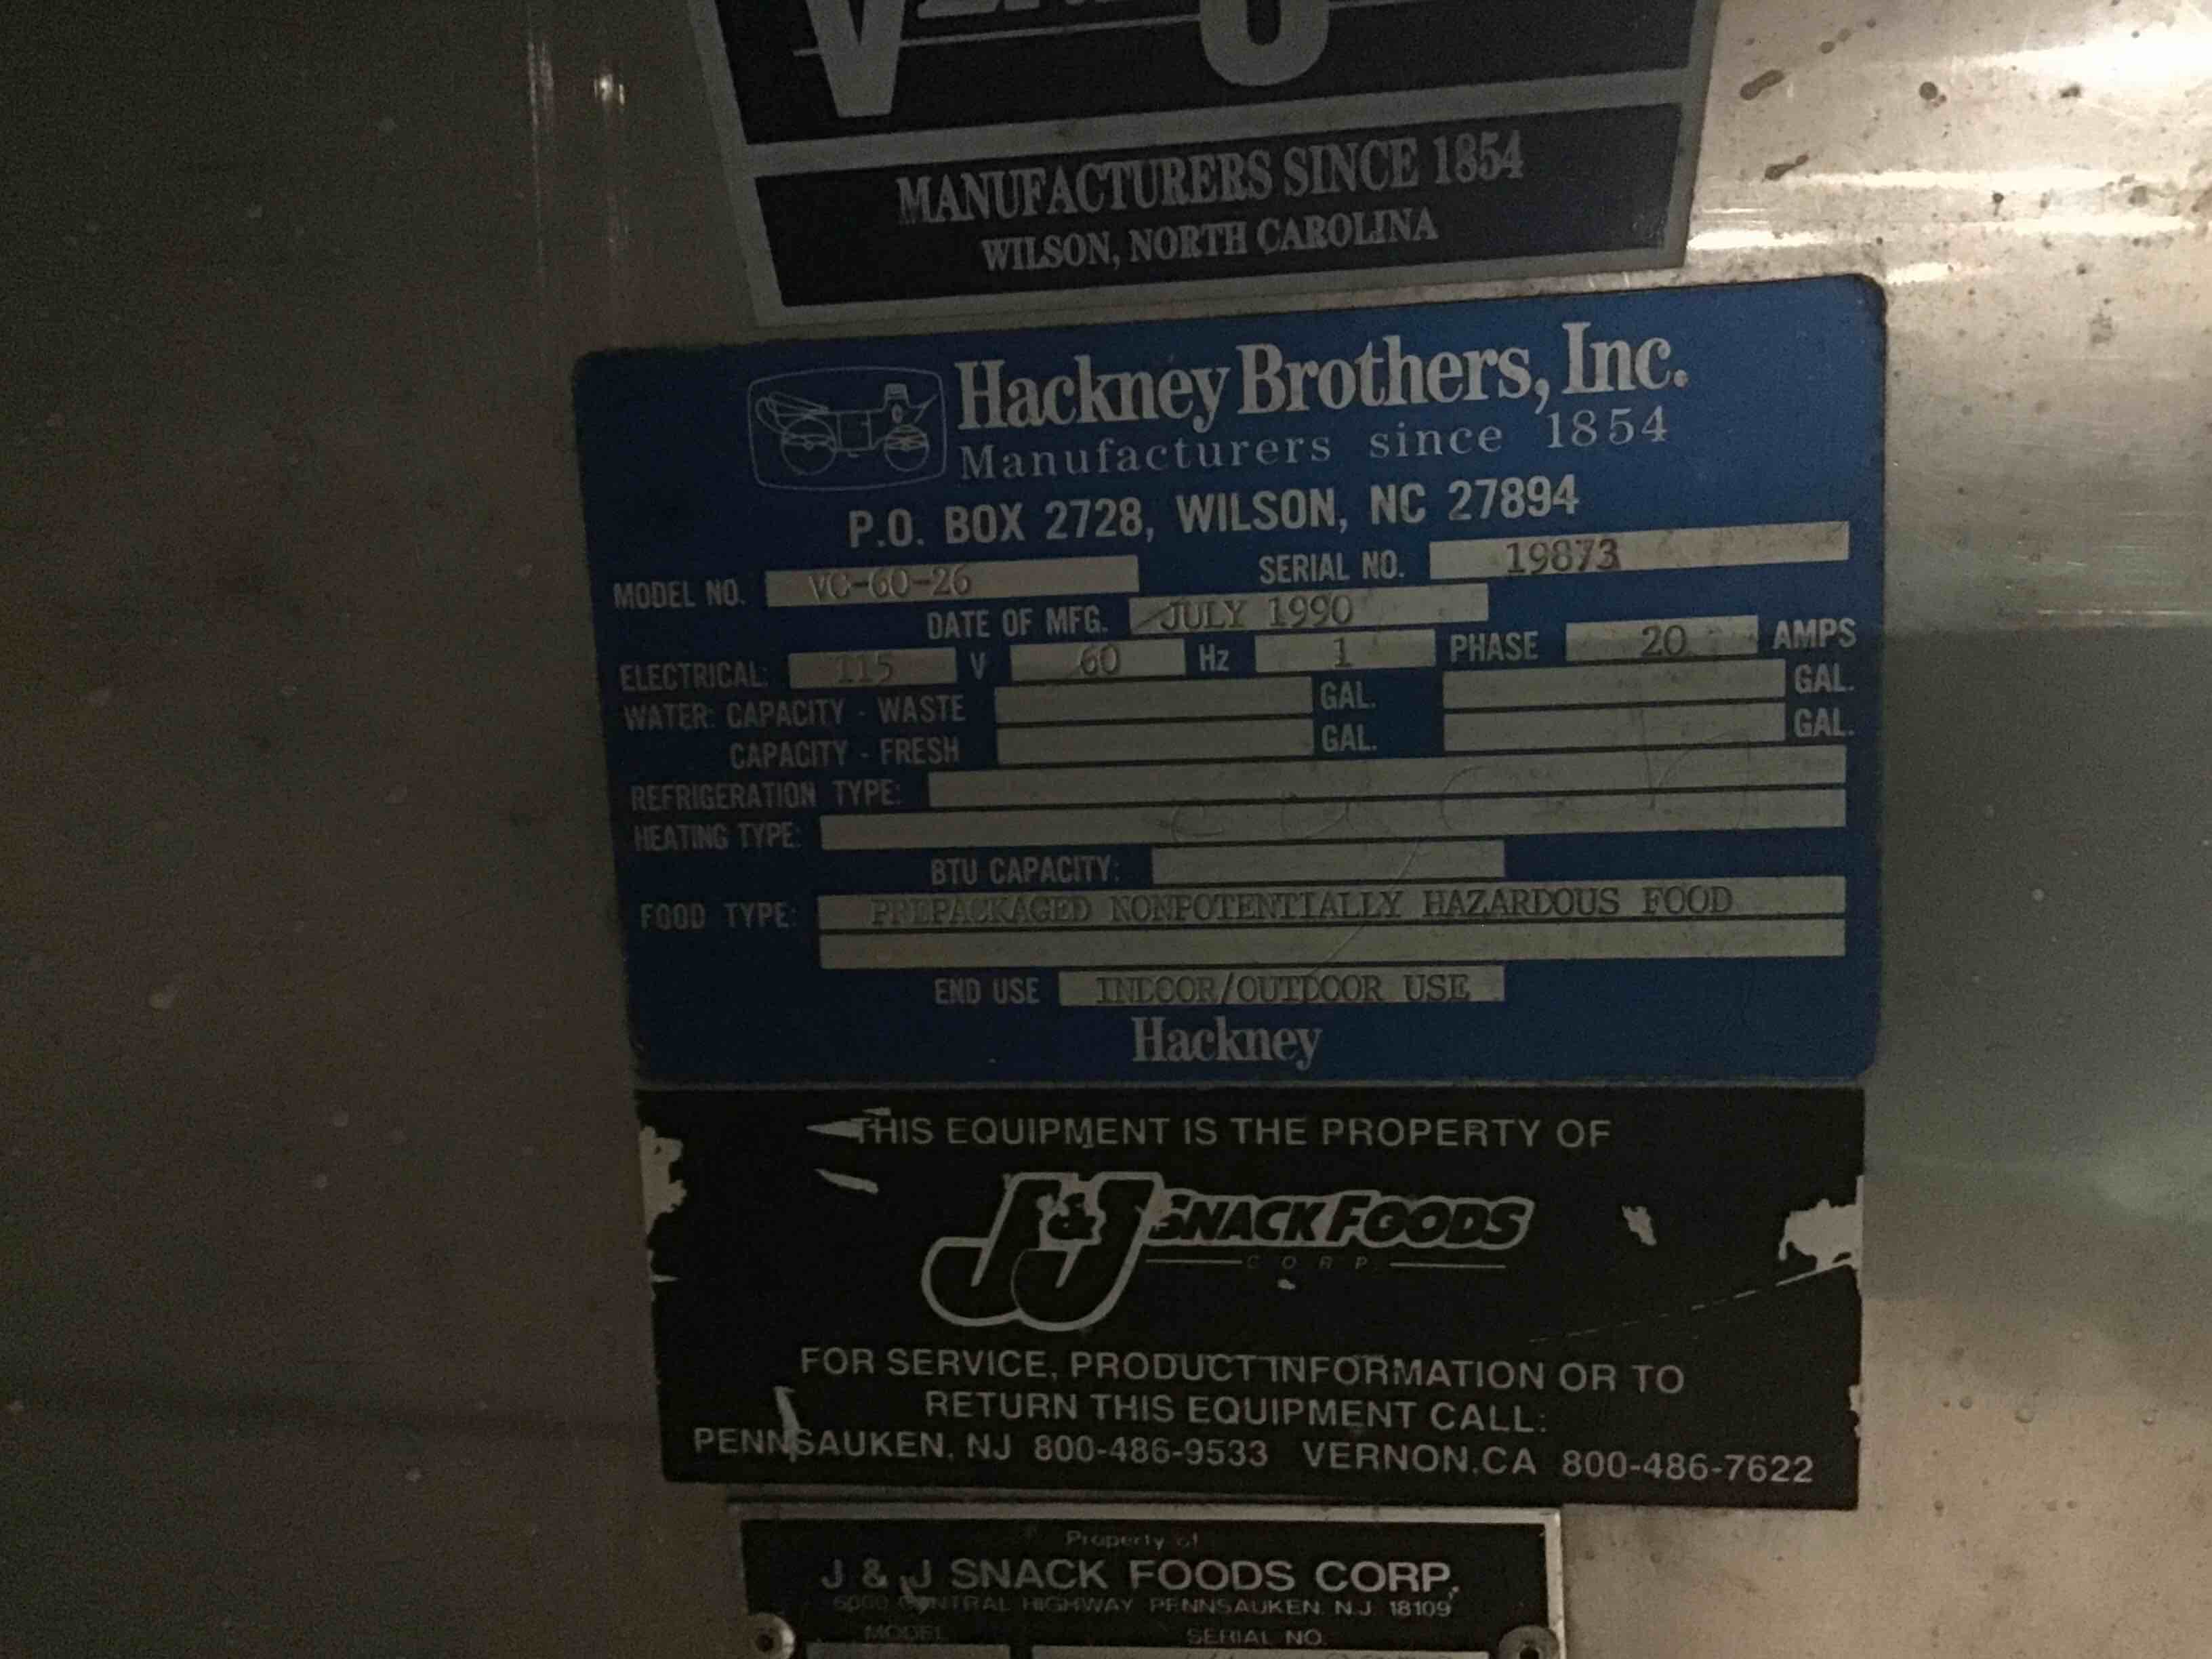 MANUFACTURERS SINCE 1854
WILSON, NORTH CAROLINA
Hackney Brothers, Inc.
Manufacturers since 1854
P.O. BOX 2728, WILSON, NC 27894
MODEL NO. VC-60-26 SERIAL NO. 19873
DATE OF MFG. JULY 1990
ELECTRICAL: 115 V 60 Hz 1 PHASE 20 AMPS
WATER: CAPACITY - WASTE GAL. GAL.
CAPACITY - FRESH GAL. GAL.
REFRIGERATION TYPE:
HEATING TYPE:
BTU CAPACITY:
FOOD TYPE: PREPACKAGED NONPOTENTIALLY HAZARDOUS FOOD
END USE INDOOR/OUTDOOR USE
Hackney
THIS EQUIPMENT IS THE PROPERTY OF
J&J SNACK FOODS
CORP.
FOR SERVICE, PRODUCT INFORMATION OR TO
RETURN THIS EQUIPMENT CALL:
PENNSAUKEN, NJ 800-486-9533 VERNON, CA 800-486-7622
Property of
J & J SNACK FOODS CORP.
6000 CENTRAL HIGHWAY PENNSAUKEN N.J. 18109
MODEL SERIAL NO.